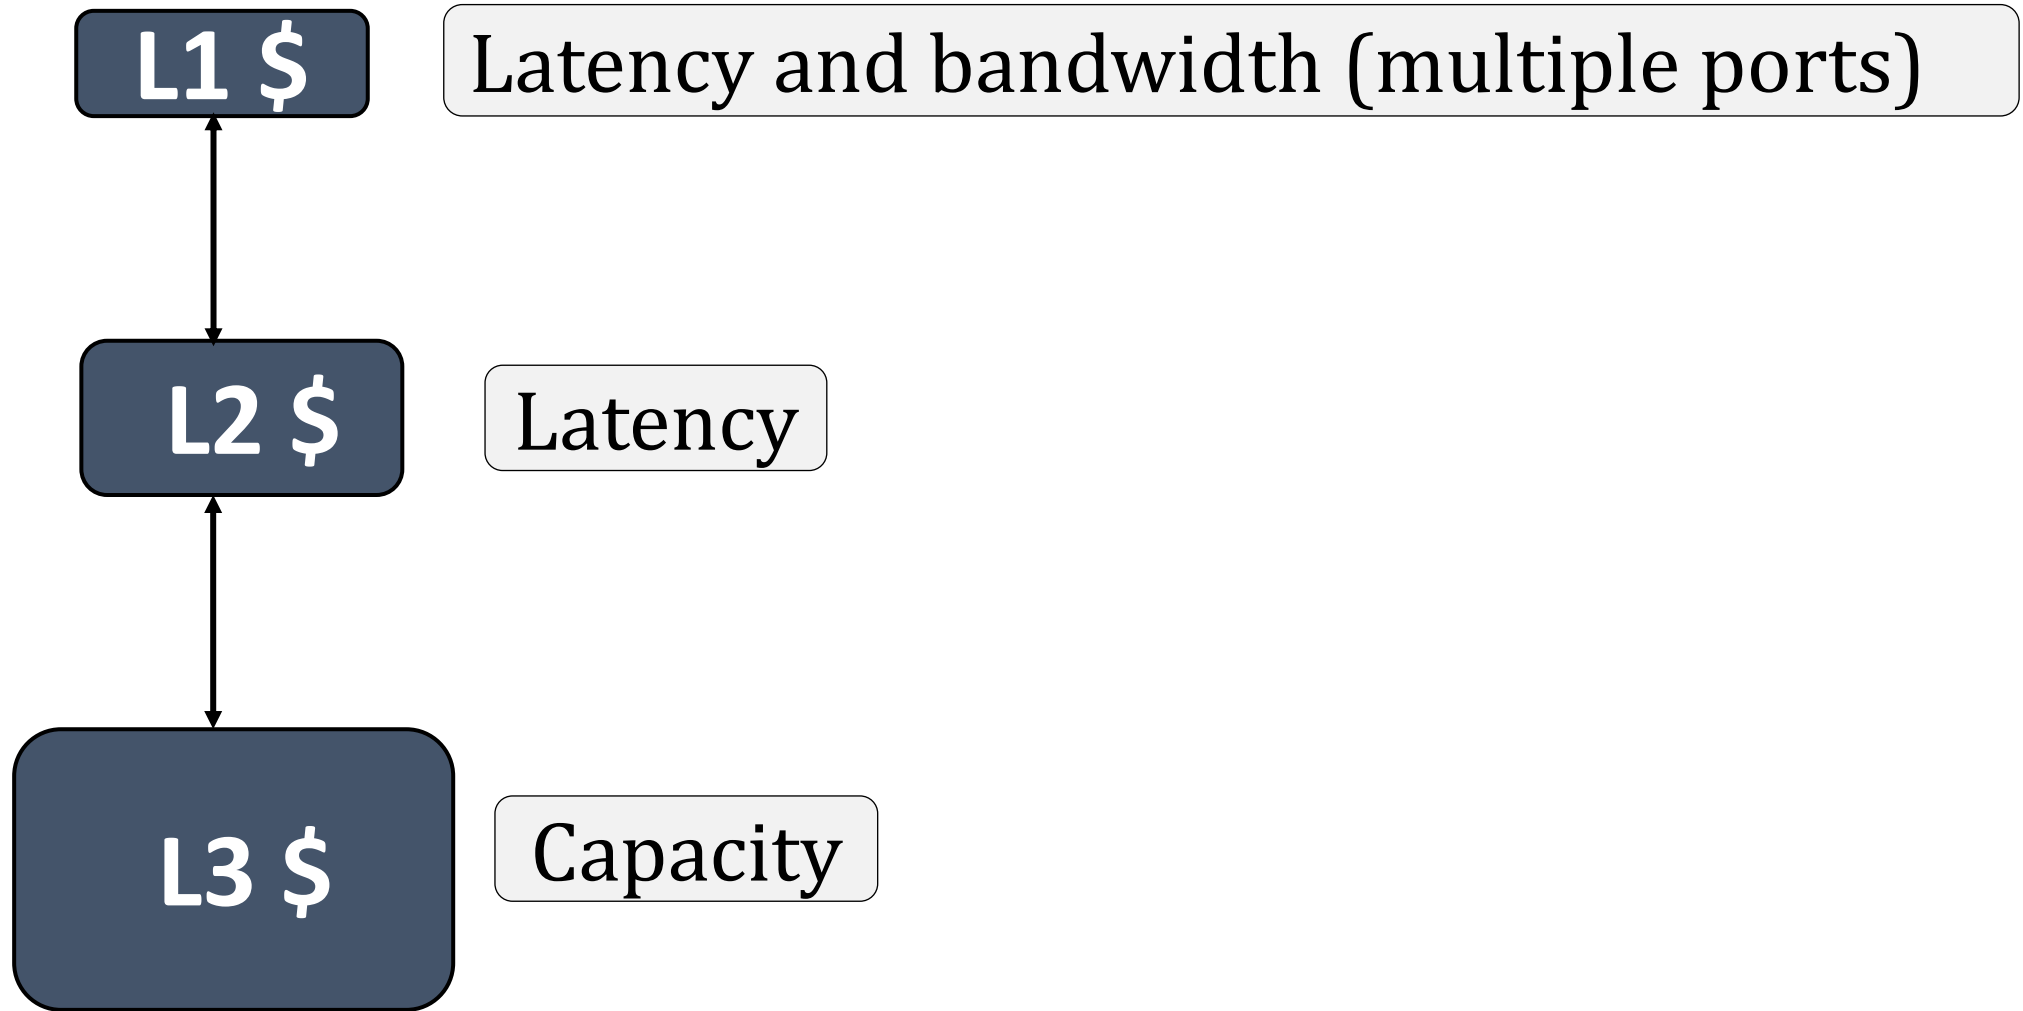 L1 $
Latency and bandwidth (multiple ports)
L2 $
Latency
L3 $
Capacity